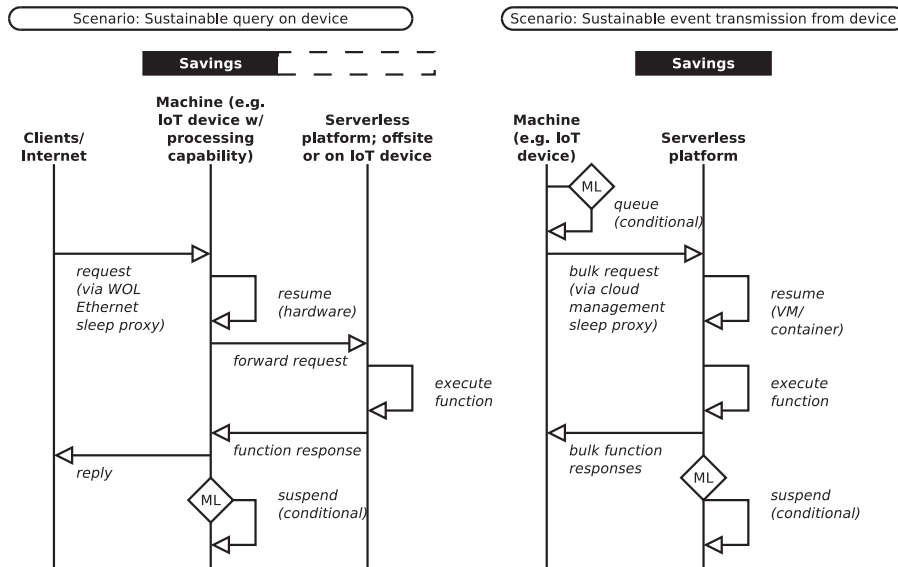 Scenario: Sustainable query on device
Savings
Clients/
Internet
Machine (e.g.
IoT device w/
processing
capability)
Serverless
platform; offsite
or on IoT device
request
(via WOL
Ethernet
sleep proxy)
resume
(hardware)
forward request
execute
function
function response
reply
ML
suspend
(conditional)
Scenario: Sustainable event transmission from device
Savings
Machine
(e.g. IoT
device)
Serverless
platform
ML
queue
(conditional)
bulk request
(via cloud
management
sleep proxy)
resume
(VM/
container)
execute
function
bulk function
responses
ML
suspend
(conditional)